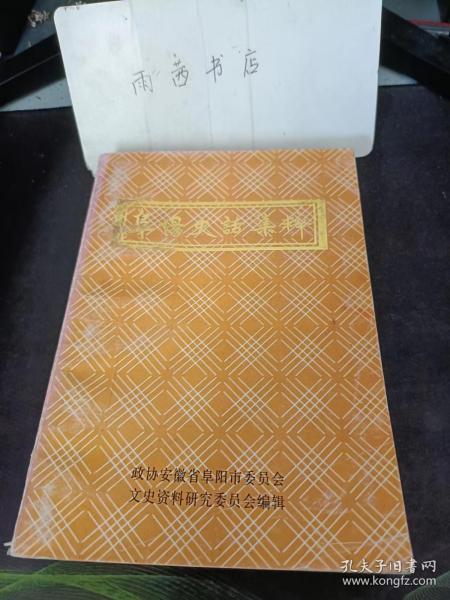 雨茜书店
阜阳史话集粹
政协安徽省阜阳市委员会
文史资料研究委员会编辑
孔夫子旧书网
www.kongfz.com